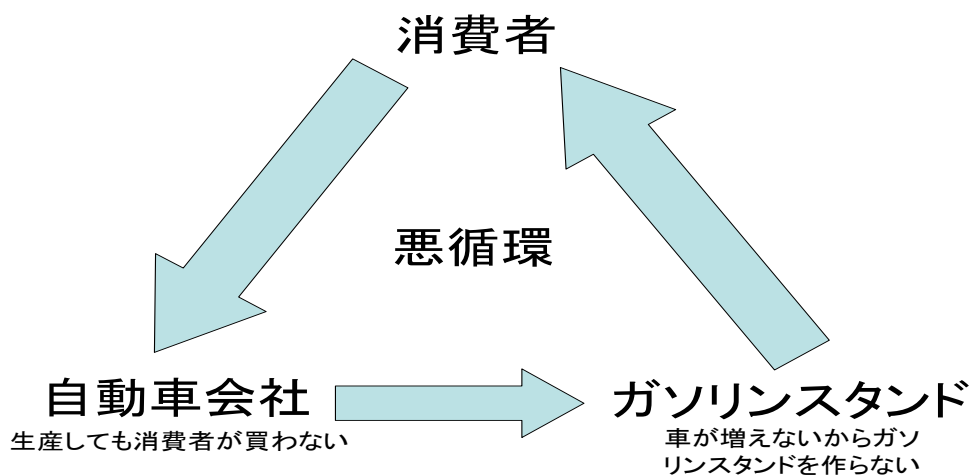 消費者
悪循環
自動車会社
生産しても消費者が買わない
ガソリンスタンド
車が増えないからガソ
リンスタンドを作らない